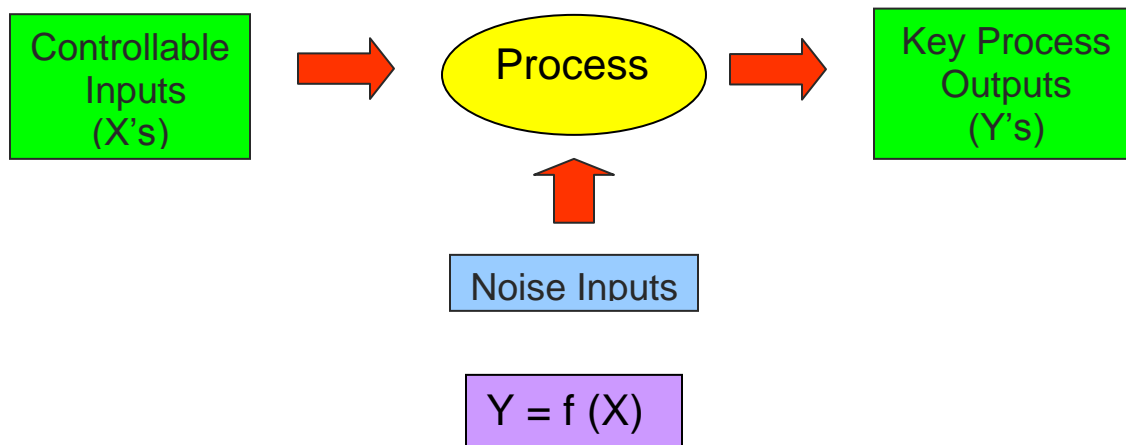 Controllable
Inputs
(X's)
Process
Key Process
Outputs
(Y's)
Noise Inputs
Y = f (X)